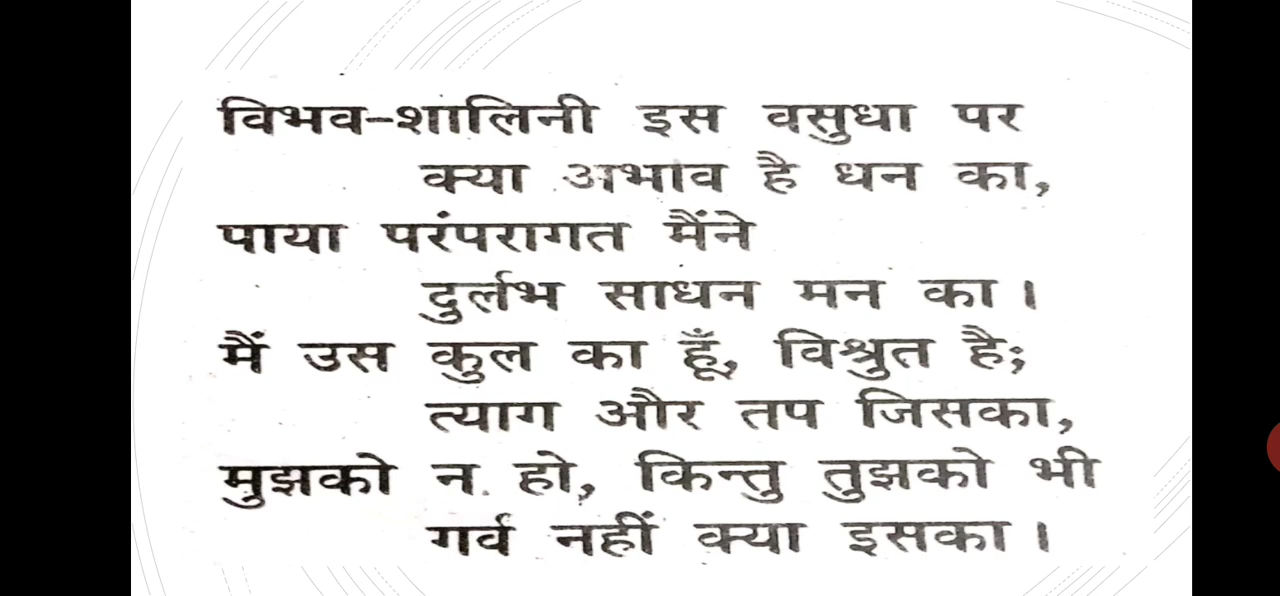 विभव-शालिनी इस वसुधा पर
क्या अभाव है धन का,
पाया परंपरागत मैंने
दुर्लभ साधन मन का।
मैं उस कुल का हूँ, विश्रुत है;
त्याग और तप जिसका,
मुझको न हो, किन्तु तुझको भी
गर्व नहीं क्या इसका।